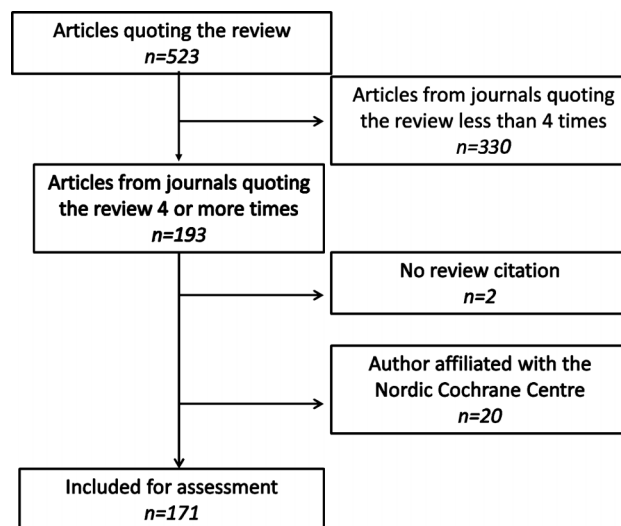 Articles quoting the review
n=523
Articles from journals quoting
the review less than 4 times
n=330
Articles from journals quoting
the review 4 or more times
n=193
No review citation
n=2
Author affiliated with the
Nordic Cochrane Centre
n=20
Included for assessment
n=171